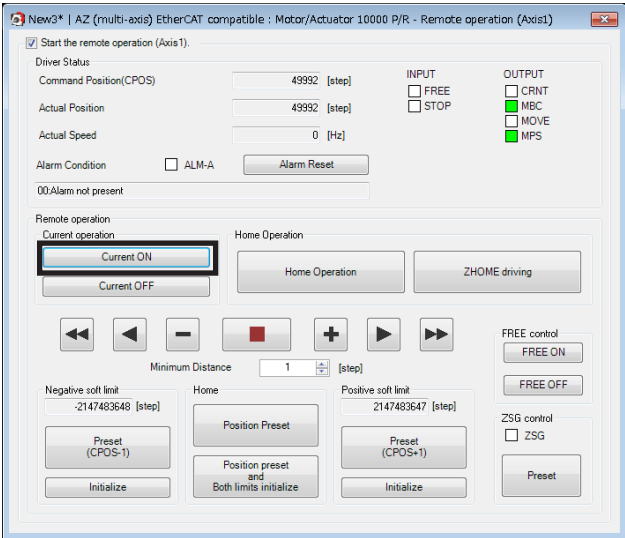 New3* | AZ (multi-axis) EtherCAT compatible : Motor/Actuator 10000 P/R - Remote operation (Axis1)
Start the remote operation (Axis1).
Driver Status
Command Position(CPOS) 49992 [step]
Actual Position 49992 [step]
Actual Speed 0 [Hz]
INPUT
FREE
STOP
OUTPUT
CRNT
MBC
MOVE
MPS
Alarm Condition ALM-A Alarm Reset
00:Alarm not present
Remote operation
Current operation
Current ON
Current OFF
Home Operation
Home Operation ZHOME driving
Minimum Distance 1 [step]
FREE control
FREE ON
FREE OFF
Negative soft limit
-2147483648 [step]
Preset
(CPOS-1)
Initialize
Home
Position Preset
Position preset
and
Both limits initialize
Positive soft limit
2147483647 [step]
Preset
(CPOS+1)
Initialize
ZSG control
ZSG
Preset